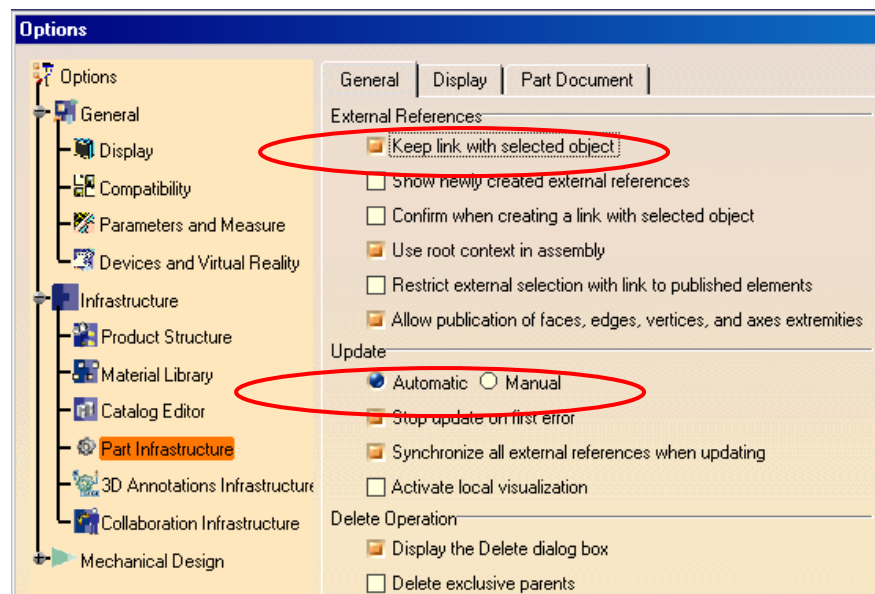 Options
Options
General
Display
Compatibility
Parameters and Measure
Devices and Virtual Reality
Infrastructure
Product Structure
Material Library
Catalog Editor
Part Infrastructure
3D Annotations Infrastructure
Collaboration Infrastructure
Mechanical Design
General Display Part Document
External References
Keep link with selected object
Show newly created external references
Confirm when creating a link with selected object
Use root context in assembly
Restrict external selection with link to published elements
Allow publication of faces, edges, vertices, and axes extremities
Update
Automatic Manual
Stop update on first error
Synchronize all external references when updating
Activate local visualization
Delete Operation
Display the Delete dialog box
Delete exclusive parents